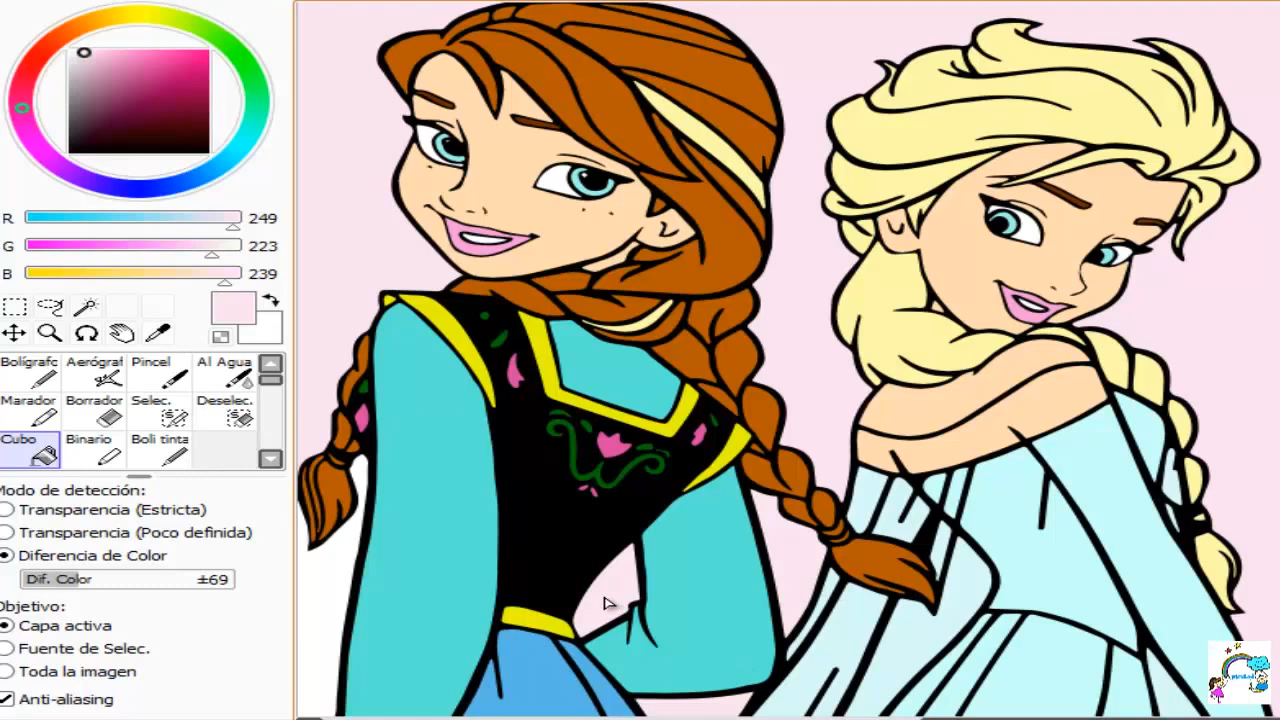 R 249
G 223
B 239
Bolígrafo Aerógraf Pincel Al Agua
Marador Borrador Selec. Deselec.
Cubo Binario Boli tinta
Modo de detección:
Transparencia (Estricta)
Transparencia (Poco definida)
Diferencia de Color
Dif. Color ±69
Objetivo:
Capa activa
Fuente de Selec.
Toda la imagen
Anti-aliasing